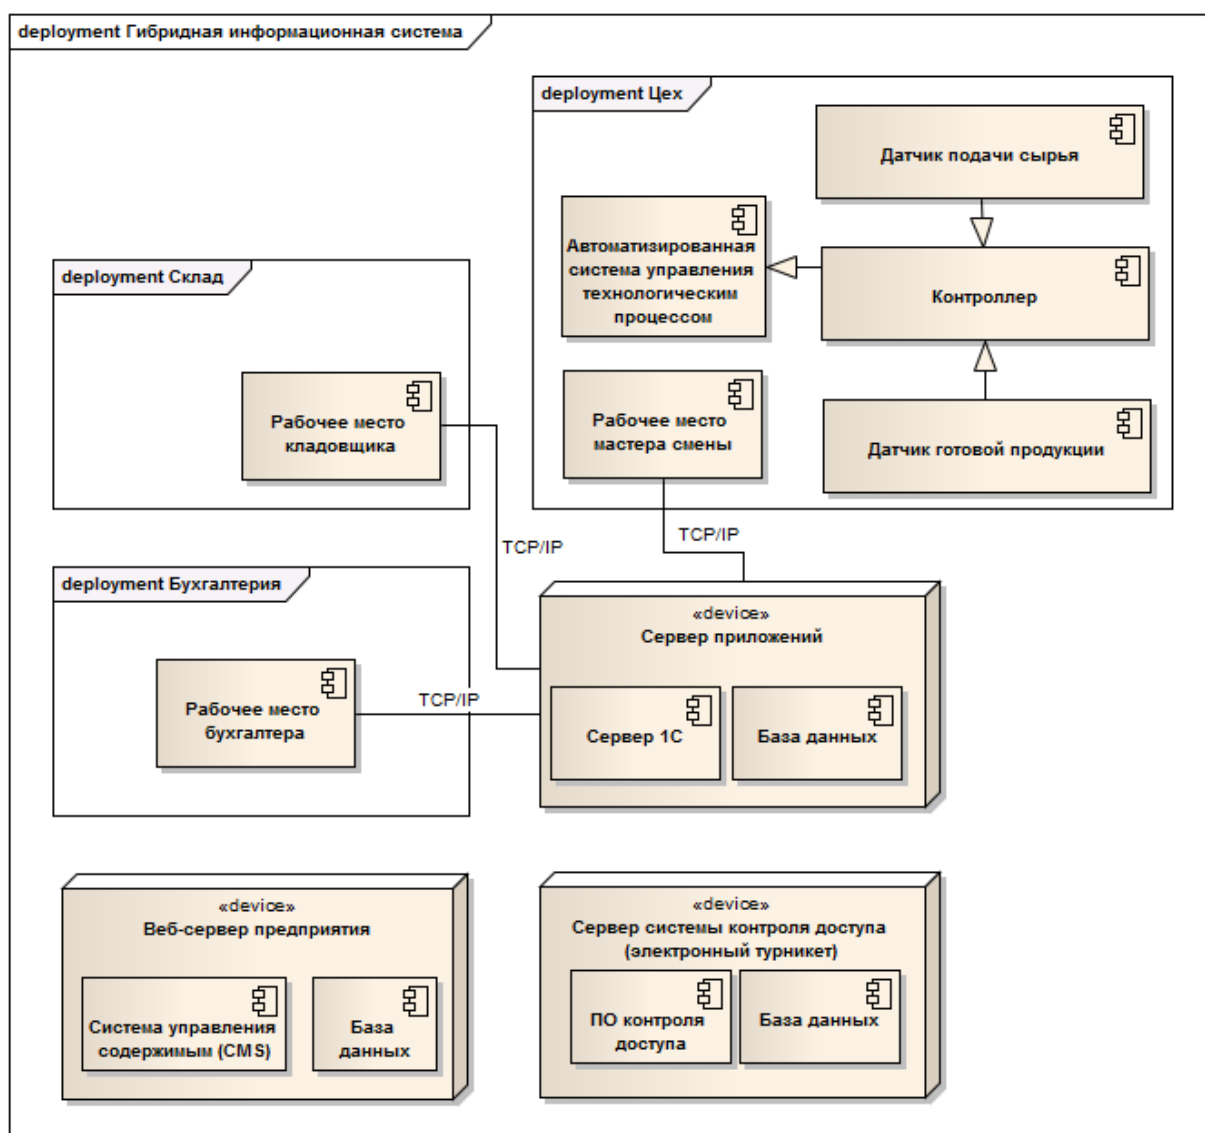 deployment Гибридная информационная система
deployment Цех
Датчик подачи сырья
Автоматизированная
система управления
технологическим
процессом
Контроллер
deployment Склад
Рабочее место
кладовщика
Рабочее место
мастера смены
Датчик готовой продукции
TCP/IP
TCP/IP
deployment Бухгалтерия
«device»
Сервер приложений
Рабочее место
бухгалтера
TCP/IP
Сервер 1С
База данных
«device»
Веб-сервер предприятия
Система управления
содержимым (CMS)
База
данных
«device»
Сервер системы контроля доступа
(электронный турникет)
ПО контроля
доступа
База данных